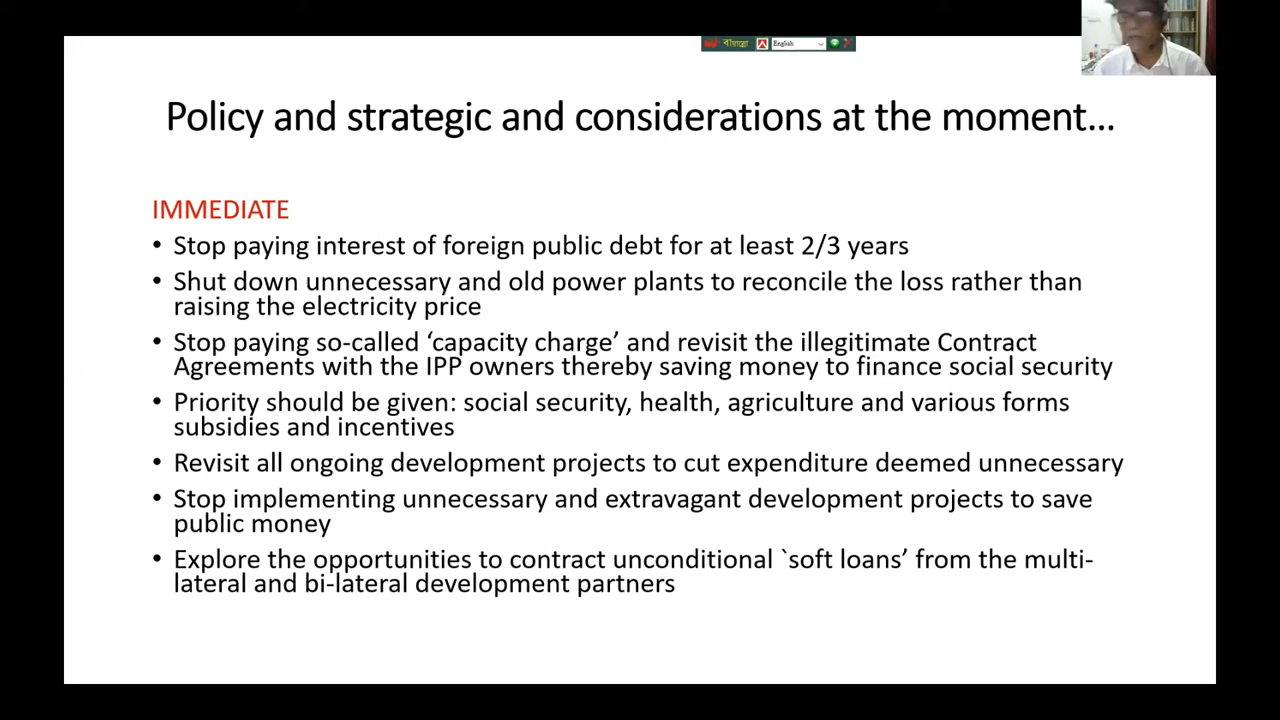 বায়ান্নো
English
Policy and strategic and considerations at the moment...
IMMEDIATE
• Stop paying interest of foreign public debt for at least 2/3 years
• Shut down unnecessary and old power plants to reconcile the loss rather than
raising the electricity price
• Stop paying so-called ‘capacity charge’ and revisit the illegitimate Contract
Agreements with the IPP owners thereby saving money to finance social security
• Priority should be given: social security, health, agriculture and various forms
subsidies and incentives
• Revisit all ongoing development projects to cut expenditure deemed unnecessary
• Stop implementing unnecessary and extravagant development projects to save
public money
• Explore the opportunities to contract unconditional `soft loans’ from the multi-
lateral and bi-lateral development partners